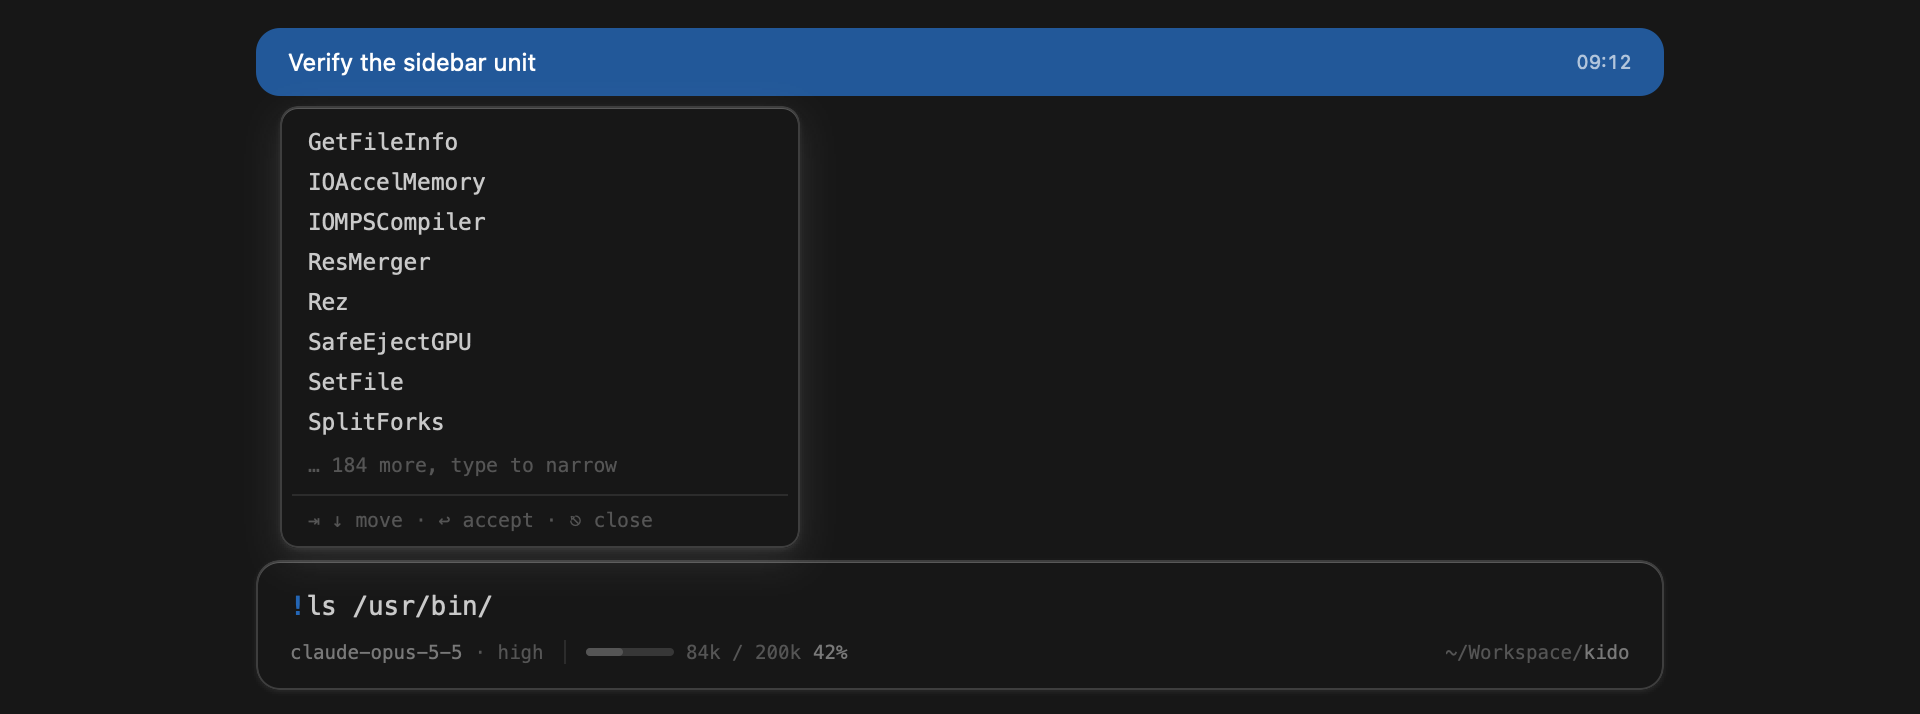 Verify the sidebar unit 09:12
GetFileInfo
IOAccelMemory
IOMPSCompiler
ResMerger
Rez
SafeEjectGPU
SetFile
SplitForks
… 184 more, type to narrow
⇥ ↓ move · ↩ accept · ⎋ close
!ls /usr/bin/
claude-opus-5-5 · high 84k / 200k 42% ~/Workspace/kido